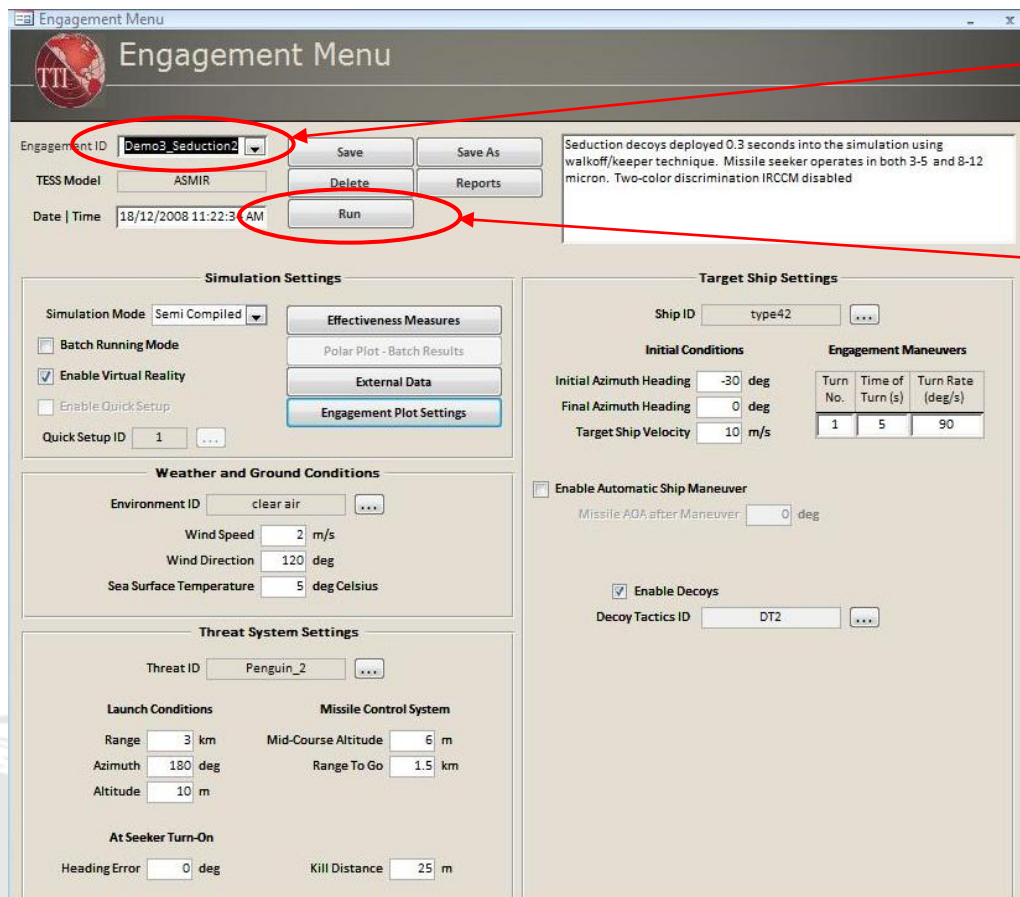 Engagement Menu
TTI
Engagement Menu
Engagement ID Demo3_Seduction2
TESS Model ASMIR
Date | Time 18/12/2008 11:22:34 AM
Save Save As
Delete Reports
Run
Seduction decoys deployed 0.3 seconds into the simulation using
walkoff/keeper technique. Missile seeker operates in both 3-5 and 8-12
micron. Two-color discrimination IRCCM disabled
Simulation Settings
Simulation Mode Semi Compiled
Batch Running Mode
Enable Virtual Reality
Enable Quick Setup
Quick Setup ID 1 ...
Effectiveness Measures
Polar Plot - Batch Results
External Data
Engagement Plot Settings
Weather and Ground Conditions
Environment ID clear air ...
Wind Speed 2 m/s
Wind Direction 120 deg
Sea Surface Temperature 5 deg Celsius
Threat System Settings
Threat ID Penguin_2 ...
Launch Conditions
Range 3 km
Azimuth 180 deg
Altitude 10 m
Missile Control System
Mid-Course Altitude 6 m
Range To Go 1.5 km
At Seeker Turn-On
Heading Error 0 deg
Kill Distance 25 m
Target Ship Settings
Ship ID type42 ...
Initial Conditions
Initial Azimuth Heading -30 deg
Final Azimuth Heading 0 deg
Target Ship Velocity 10 m/s
Engagement Maneuvers
Turn Time of Turn Rate
No. Turn (s) (deg/s)
1 5 90
Enable Automatic Ship Maneuver
Missile AOA after Maneuver 0 deg
Enable Decoys
Decoy Tactics ID DT2 ...